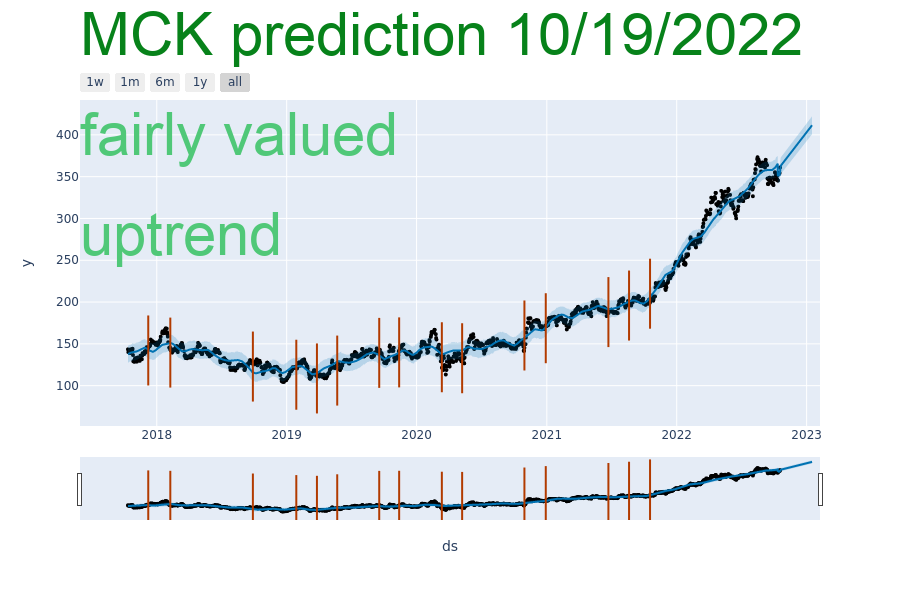 MCK prediction 10/19/2022
1w 1m 6m 1y all
fairly valued
uptrend
400
350
300
250
200
150
100
y
2018 2019 2020 2021 2022 2023
ds